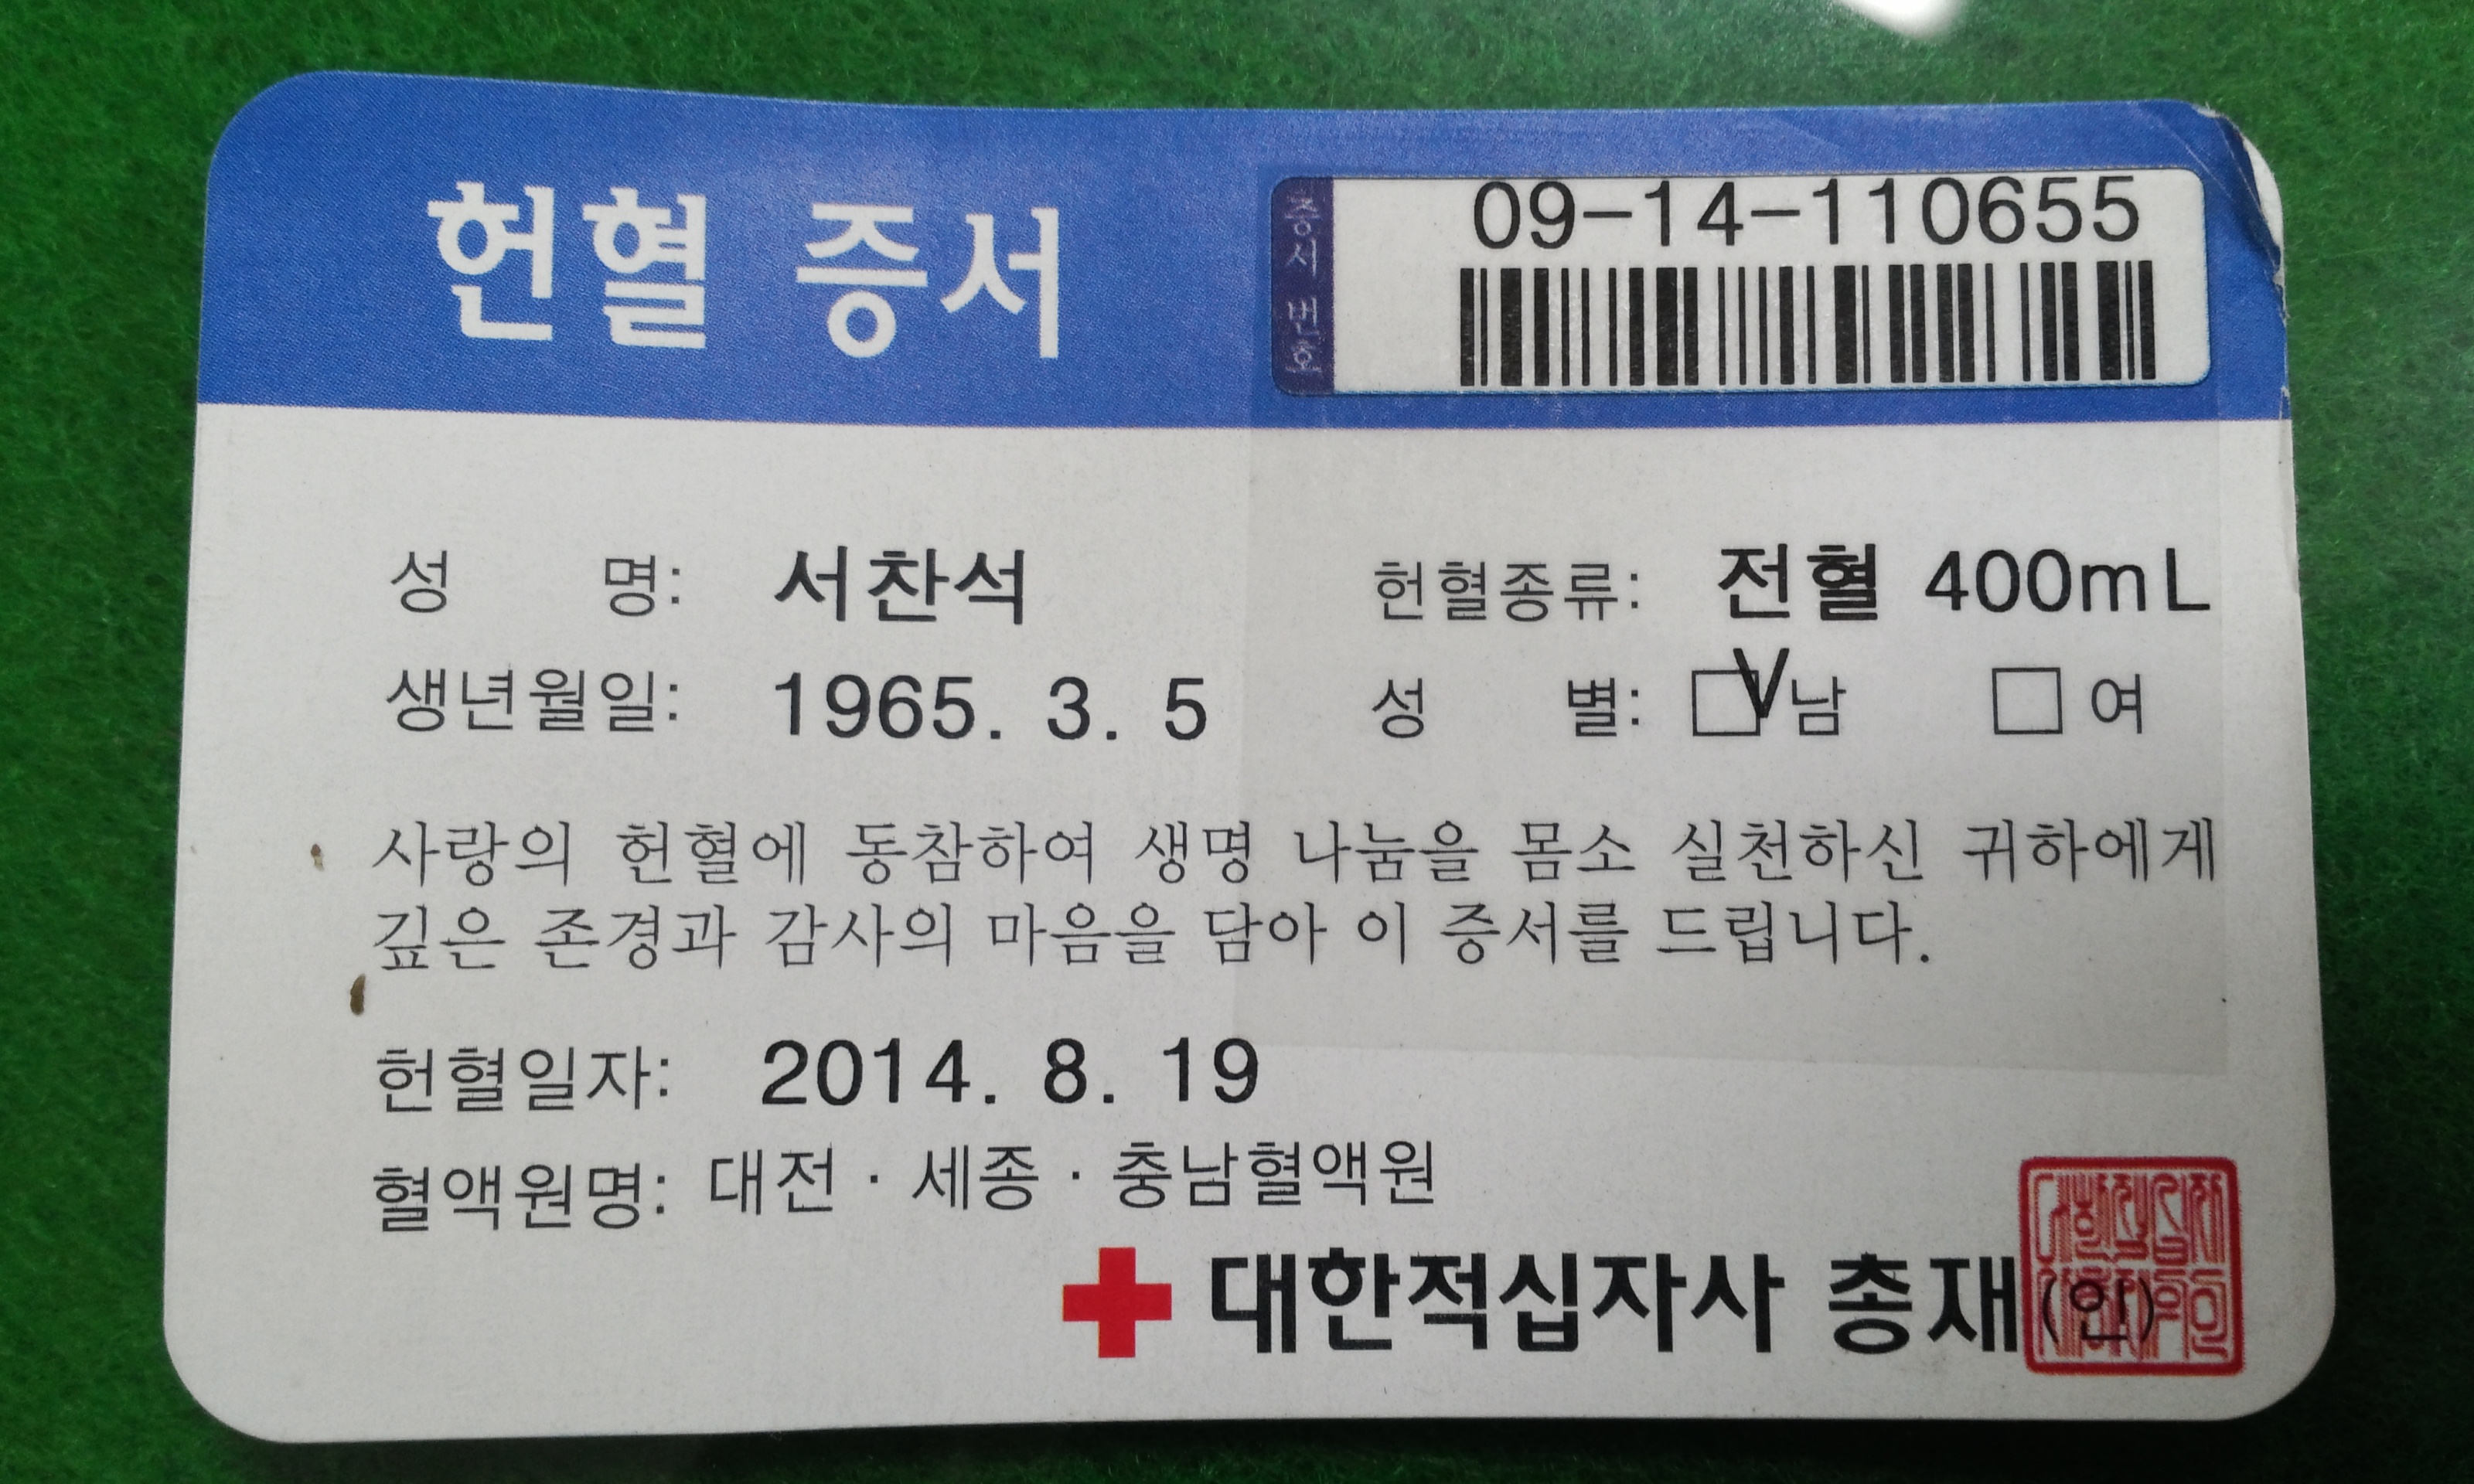 헌혈 증서
증서번호
09-14-110655
성 명: 서찬석 헌혈종류: 전혈 400mL
생년월일: 1965. 3. 5 성 별: □V남 □ 여
사랑의 헌혈에 동참하여 생명 나눔을 몸소 실천하신 귀하에게
깊은 존경과 감사의 마음을 담아 이 증서를 드립니다.
헌혈일자: 2014. 8. 19
혈액원명: 대전·세종·충남혈액원
대한적십자사 총재(인)